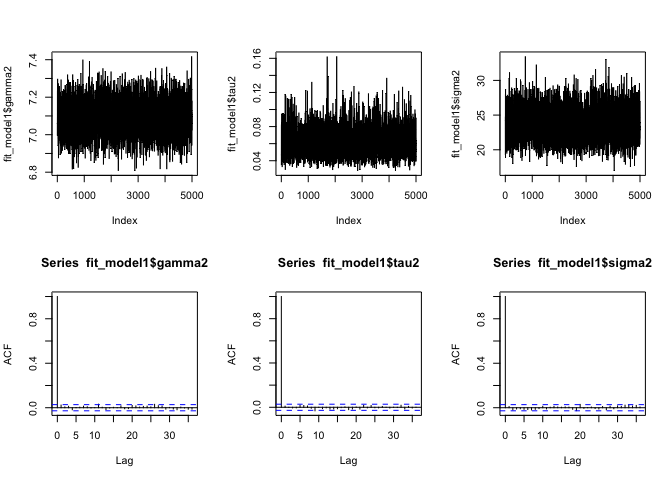 fit_model1$gamma2
6.8 7.0 7.2 7.4
0 1000 3000 5000
Index
fit_model1$tau2
0.04 0.08 0.12 0.16
0 1000 3000 5000
Index
fit_model1$sigma2
20 25 30
0 1000 3000 5000
Index
Series fit_model1$gamma2
ACF
0.0 0.4 0.8
0 5 10 20 30
Lag
Series fit_model1$tau2
ACF
0.0 0.4 0.8
0 5 10 20 30
Lag
Series fit_model1$sigma2
ACF
0.0 0.4 0.8
0 5 10 20 30
Lag